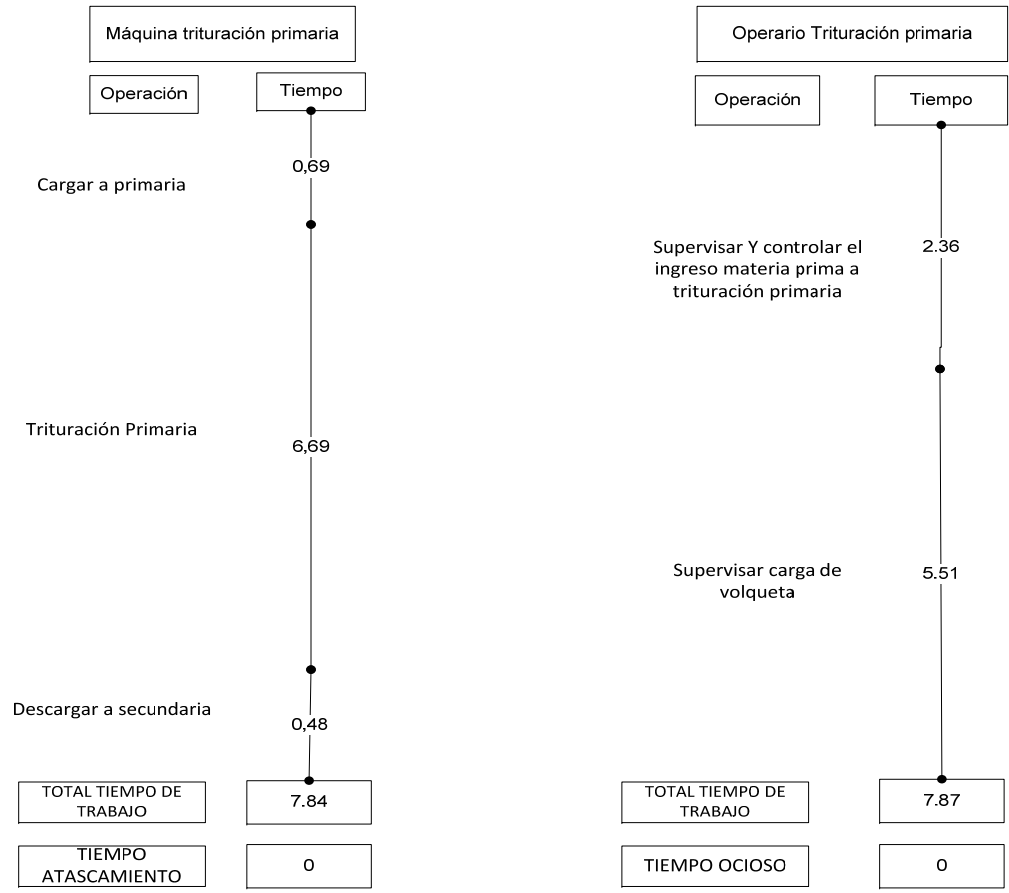 Máquina trituración primaria
Operación
Tiempo
Cargar a primaria
0,69
Trituración Primaria
6,69
Descargar a secundaria
0,48
TOTAL TIEMPO DE
TRABAJO
7.84
TIEMPO
ATASCAMIENTO
0
Operario Trituración primaria
Operación
Tiempo
Supervisar Y controlar el
ingreso materia prima a
trituración primaria
2.36
Supervisar carga de
volqueta
5.51
TOTAL TIEMPO DE
TRABAJO
7.87
TIEMPO OCIOSO
0